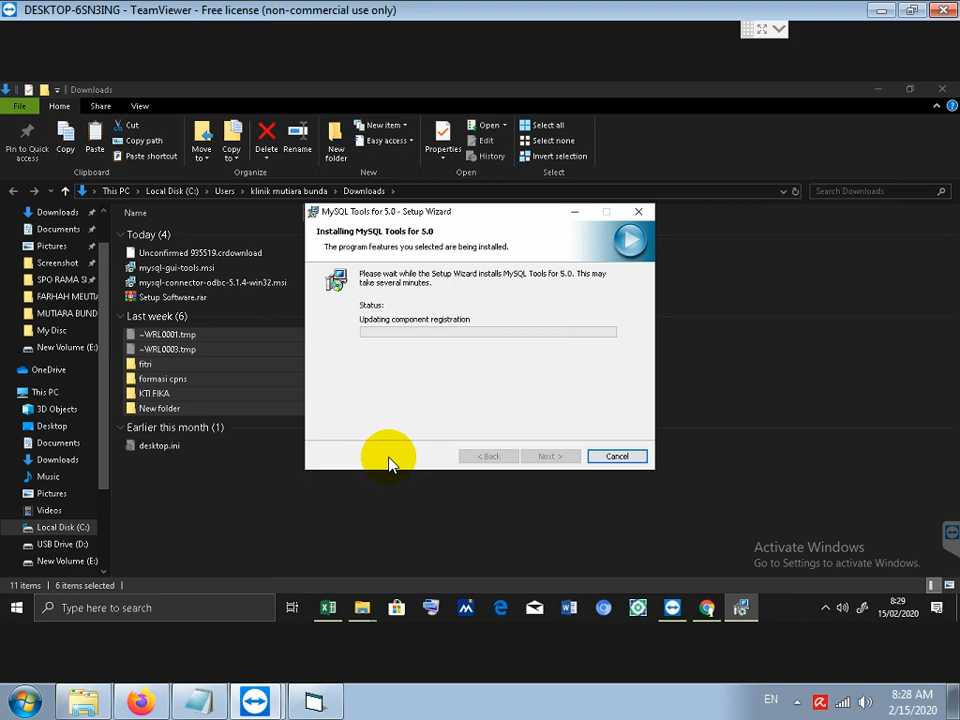 DESKTOP-6SN3ING - TeamViewer - Free license (non-commercial use only)
Downloads
File Home Share View
Pin to Quick access
Copy
Paste
Cut
Copy path
Paste shortcut
Clipboard
Move to
Copy to
Delete
Rename
Organize
New folder
New item
Easy access
New
Properties
Open
Edit
History
Open
Select all
Select none
Invert selection
Select
This PC > Local Disk (C:) > Users > klinik mutiara bunda > Downloads >
Search Downloads
Downloads
Documents
Pictures
Screenshot
SPO RAMA
FARHAH MEUTI
MUTIARA BUND
My Disc
New Volume (E:
OneDrive
This PC
3D Objects
Desktop
Documents
Downloads
Music
Pictures
Videos
Local Disk (C:)
USB Drive (D:)
New Volume (E:
Name
Today (4)
Unconfirmed 935519.crdownload
mysql-gui-tools.msi
mysql-connector-odbc-5.1.4-win32.msi
Setup Software.rar
Last week (6)
~WRL0001.tmp
~WRL0003.tmp
fitri
formasi cpns
KTI FIKA
New folder
Earlier this month (1)
desktop.ini
MySQL Tools for 5.0 - Setup Wizard
Installing MySQL Tools for 5.0
The program features you selected are being installed.
Please wait while the Setup Wizard installs MySQL Tools for 5.0. This may
take several minutes.
Status:
Updating component registration
< Back
Next >
Cancel
Activate Windows
Go to Settings to activate Windows.
11 items 6 items selected
Type here to search
8:29
15/02/2020
EN
8:28 AM
2/15/2020